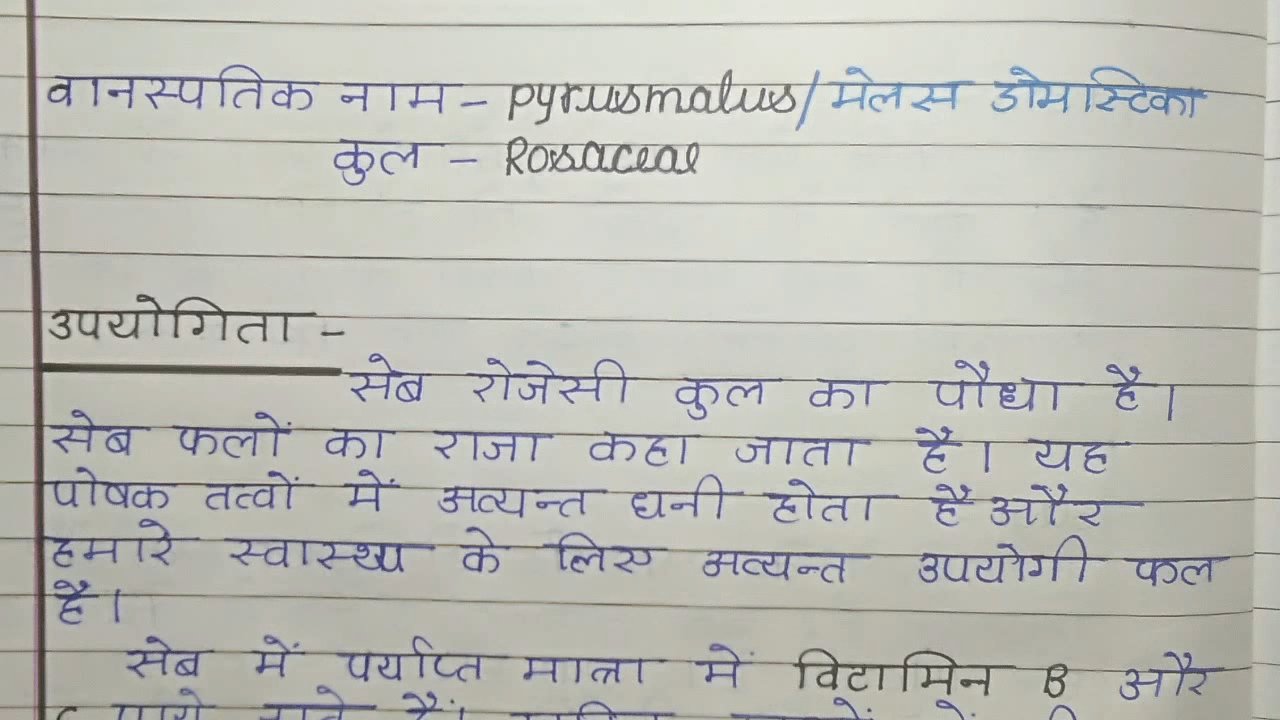 वानस्पतिक नाम - pyrusmalus/मेलस डोमेस्टिका
कुल - Rosaceae
उपयोगिता -
सेब रोजेसी कुल का पौधा है।
सेब फलों का राजा कहा जाता है। यह
पोषक तत्वों में अत्यन्त धनी होता है और
हमारे स्वास्थ्य के लिए अत्यन्त उपयोगी फल
है।
सेब में पर्याप्त मात्रा में विटामिन B और
C पाये जाते हैं।